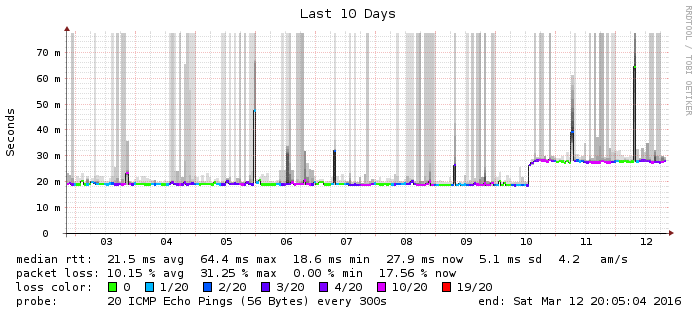 Last 10 Days
RRDTOOL / TOBI OETIKER
Seconds
70 m
60 m
50 m
40 m
30 m
20 m
10 m
0
03 04 05 06 07 08 09 10 11 12
median rtt: 21.5 ms avg 64.4 ms max 18.6 ms min 27.9 ms now 5.1 ms sd 4.2 am/s
packet loss: 10.15 % avg 31.25 % max 0.00 % min 17.56 % now
loss color: 0 1/20 2/20 3/20 4/20 10/20 19/20
probe: 20 ICMP Echo Pings (56 Bytes) every 300s end: Sat Mar 12 20:05:04 2016